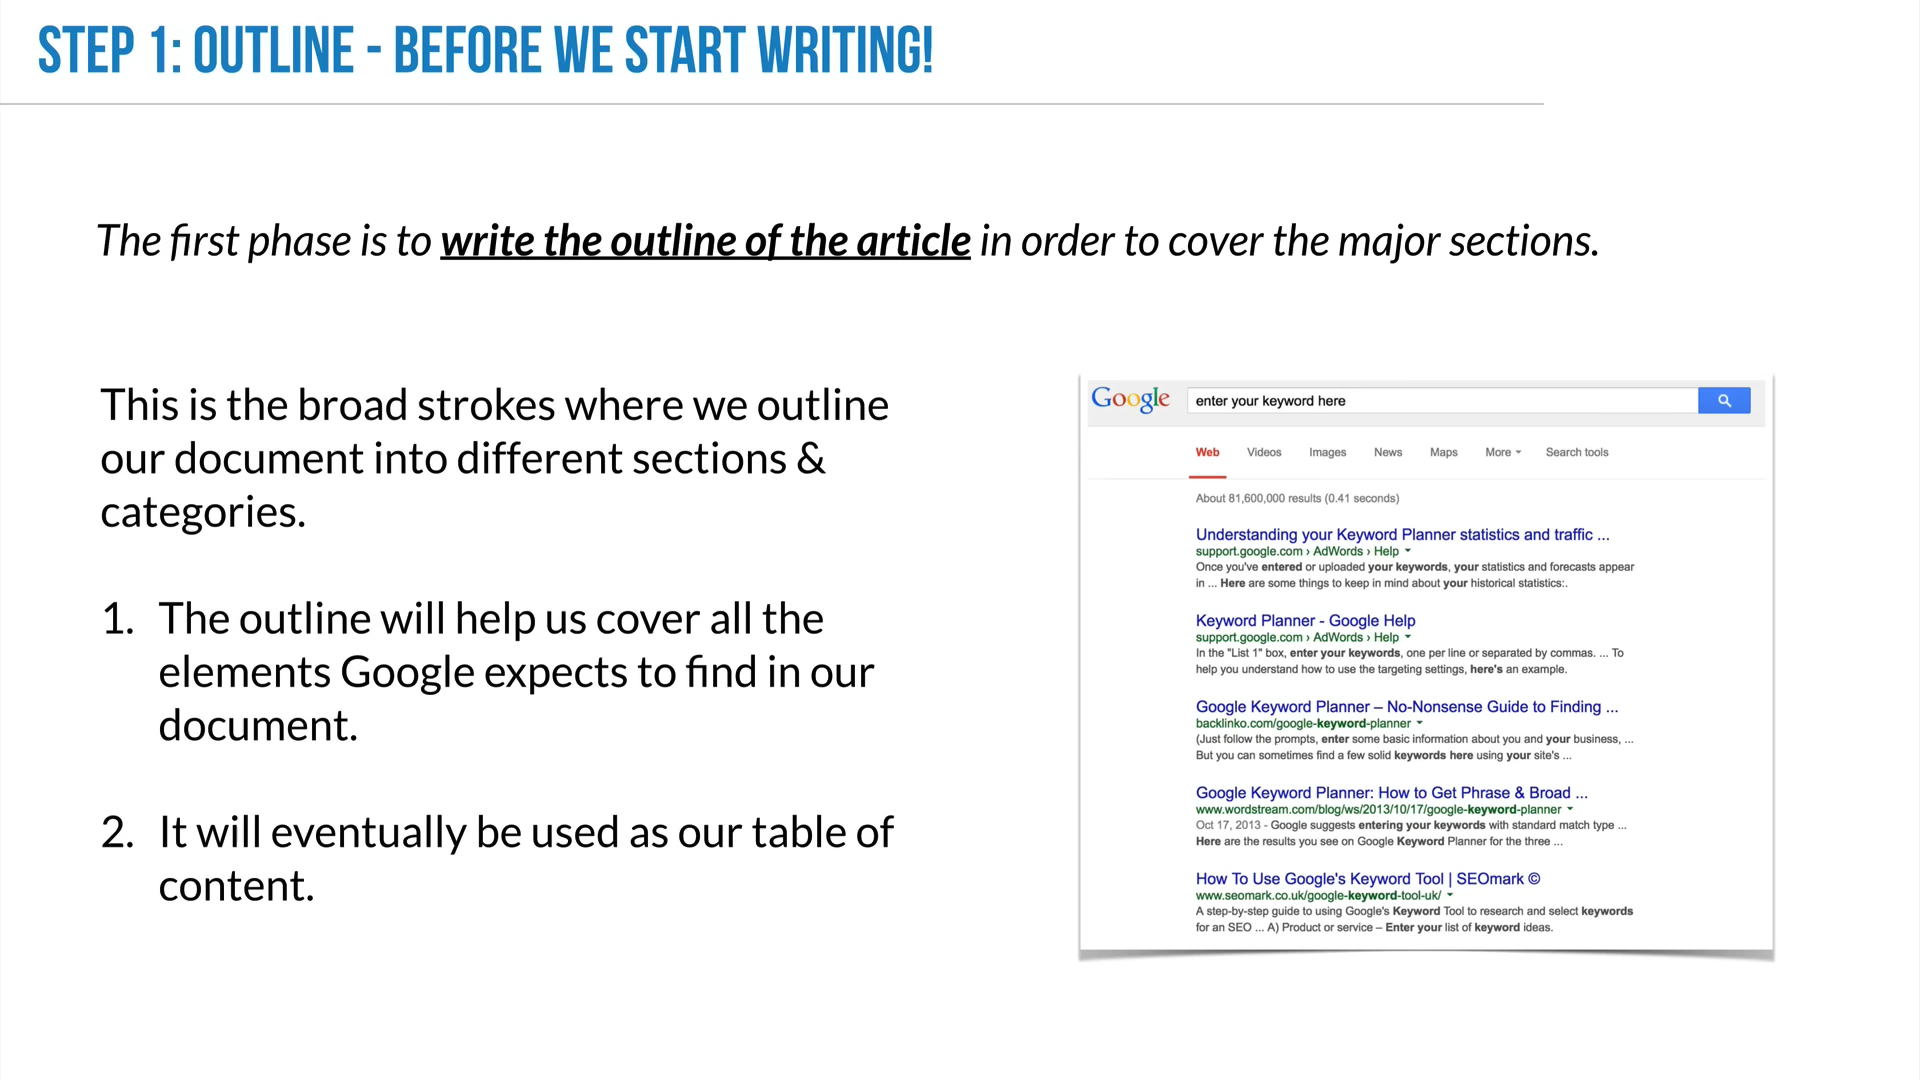 STEP 1: OUTLINE - BEFORE WE START WRITING!
The first phase is to write the outline of the article in order to cover the major sections.
This is the broad strokes where we outline
our document into different sections &
categories.
1. The outline will help us cover all the
elements Google expects to find in our
document.
2. It will eventually be used as our table of
content.
Google
enter your keyword here
Web Videos Images News Maps More Search tools
About 81,600,000 results (0.41 seconds)
Understanding your Keyword Planner statistics and traffic ...
support.google.com › AdWords › Help
Once you've entered or uploaded your keywords, your statistics and forecasts appear
in ... Here are some things to keep in mind about your historical statistics:.
Keyword Planner - Google Help
support.google.com › AdWords › Help
In the "List 1" box, enter your keywords, one per line or separated by commas. ... To
help you understand how to use the targeting settings, here's an example.
Google Keyword Planner – No-Nonsense Guide to Finding ...
backlinko.com/google-keyword-planner
(Just follow the prompts, enter some basic information about you and your business, ...
But you can sometimes find a few solid keywords here using your site's ...
Google Keyword Planner: How to Get Phrase & Broad ...
www.wordstream.com/blog/ws/2013/10/17/google-keyword-planner
Oct 17, 2013 - Google suggests entering your keywords with standard match type ...
Here are the results you see on Google Keyword Planner for the three ...
How To Use Google's Keyword Tool | SEOmark ©
www.seomark.co.uk/google-keyword-tool-uk/
A step-by-step guide to using Google's Keyword Tool to research and select keywords
for an SEO ... A) Product or service – Enter your list of keyword ideas.